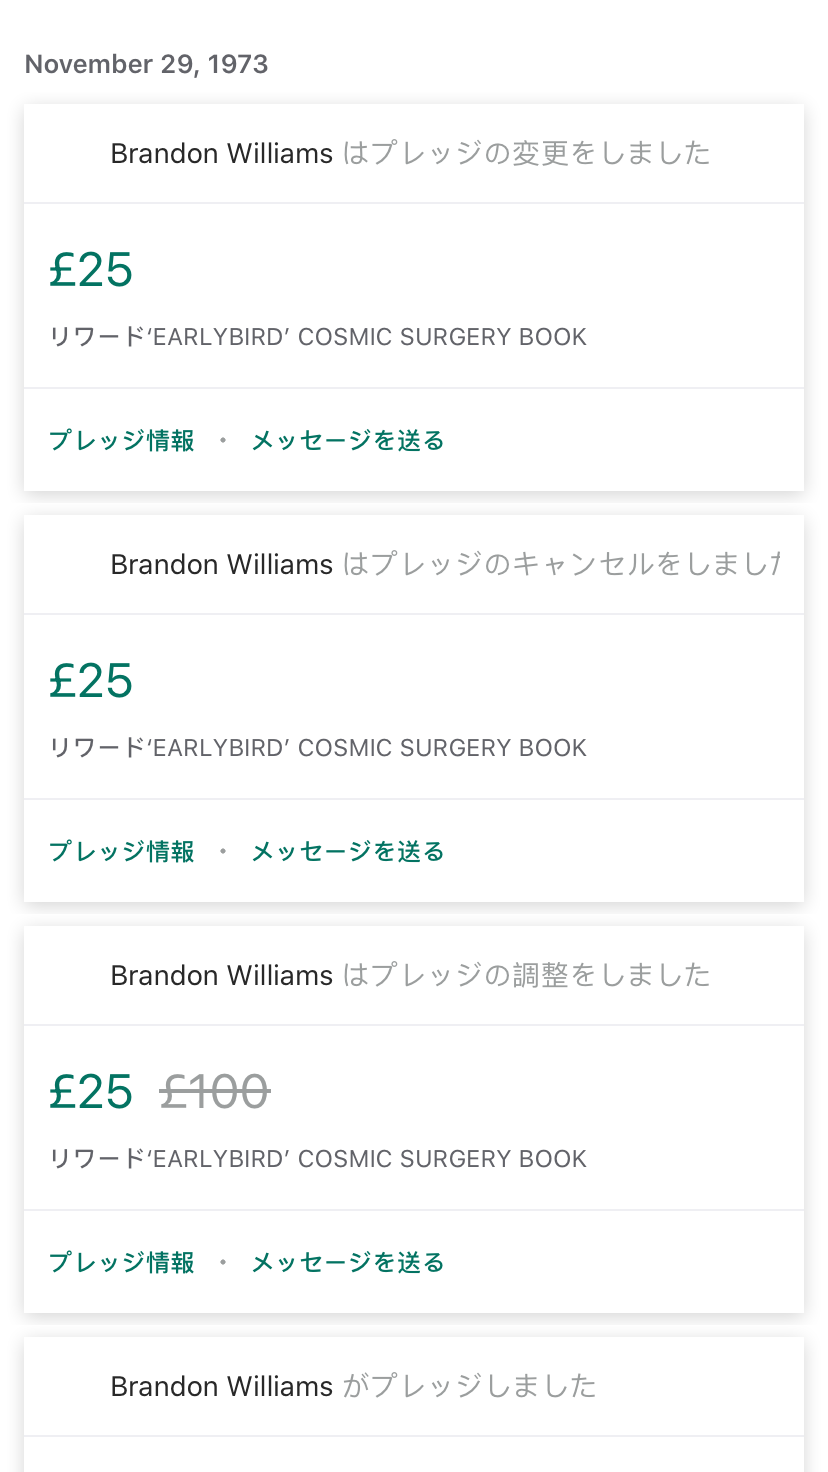 November 29, 1973
Brandon Williams はプレッジの変更をしました
£25
リワード‘EARLYBIRD’ COSMIC SURGERY BOOK
プレッジ情報 • メッセージを送る
Brandon Williams はプレッジのキャンセルをしまし
£25
リワード‘EARLYBIRD’ COSMIC SURGERY BOOK
プレッジ情報 • メッセージを送る
Brandon Williams はプレッジの調整をしました
£25 £100
リワード‘EARLYBIRD’ COSMIC SURGERY BOOK
プレッジ情報 • メッセージを送る
Brandon Williams がプレッジしました